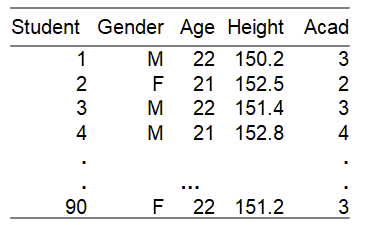 Student Gender Age Height Acad
1 M 22 150.2 3
2 F 21 152.5 2
3 M 22 151.4 3
4 M 21 152.8 4
. .
. ... .
90 F 22 151.2 3